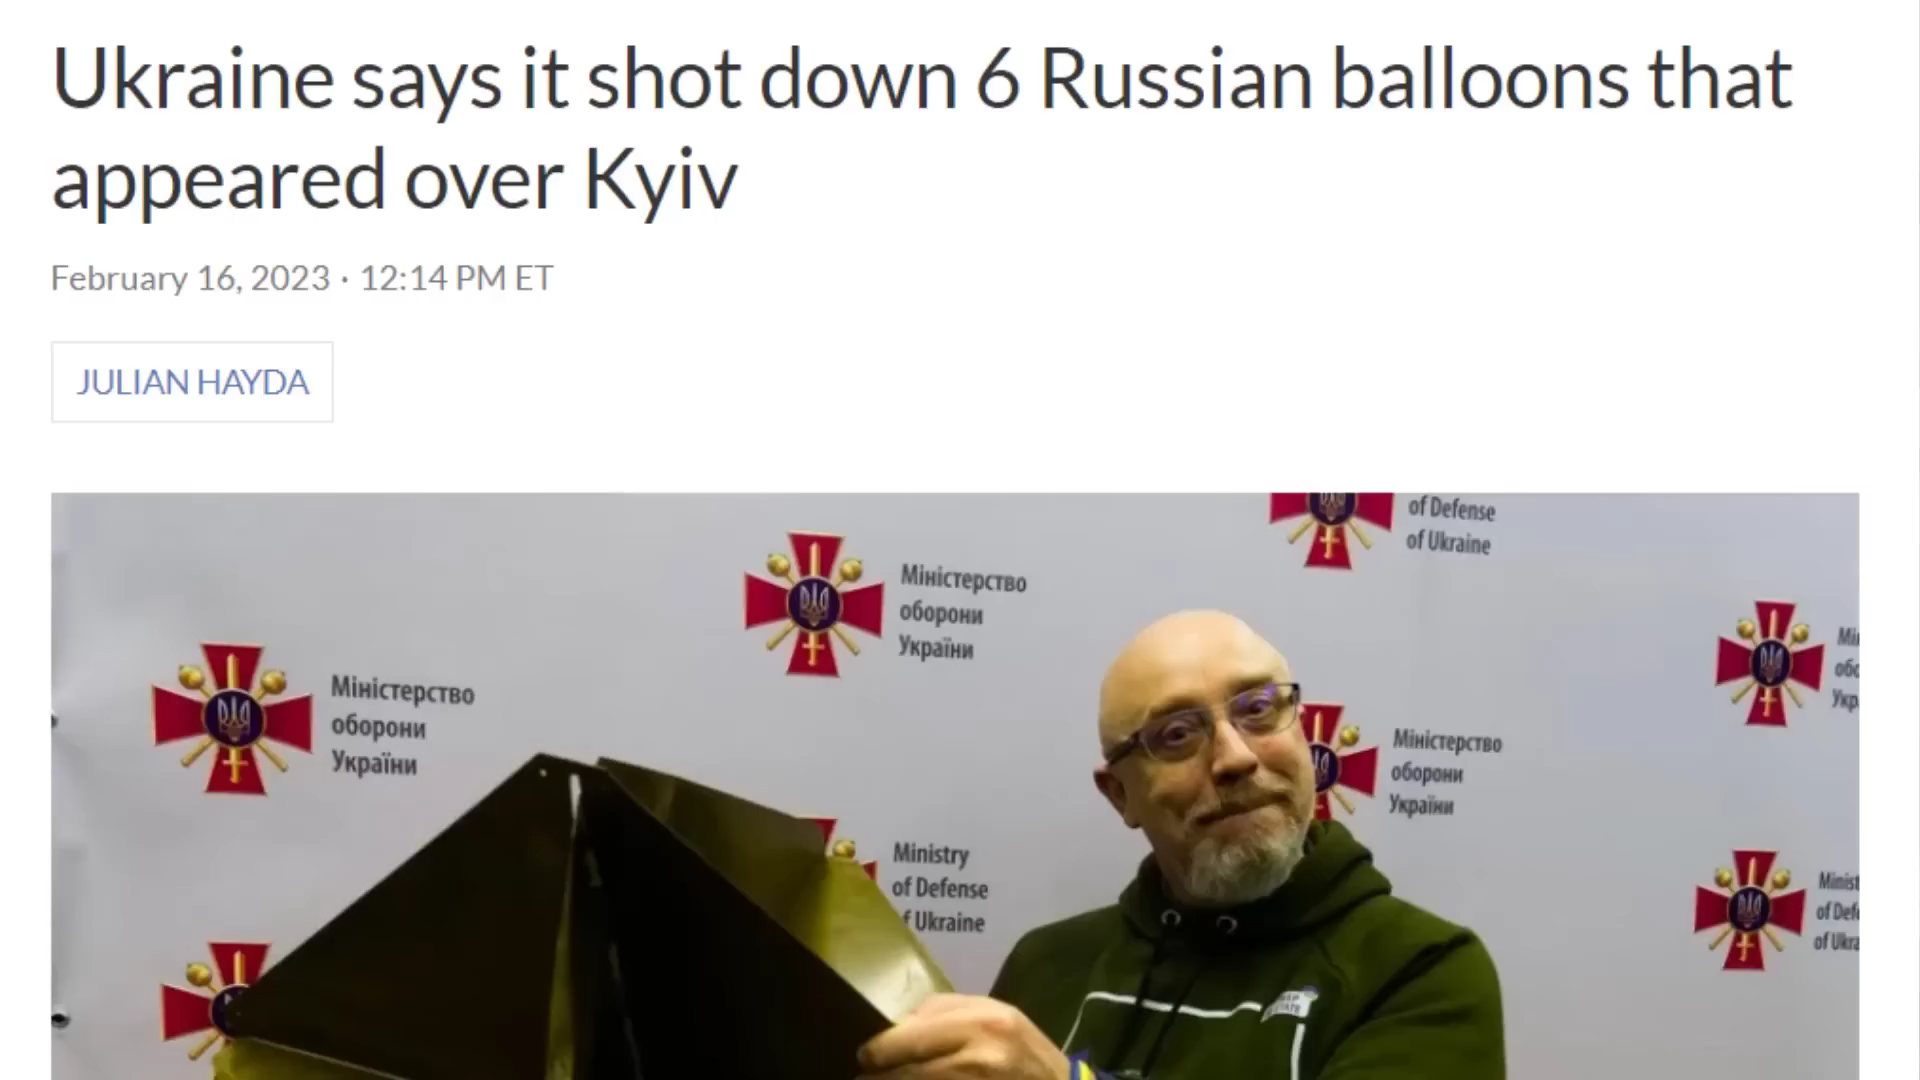 Ukraine says it shot down 6 Russian balloons that
appeared over Kyiv
February 16, 2023 · 12:14 PM ET
JULIAN HAYDA
of Defense
of Ukraine
Міністерство
оборони
України
Міністерство
оборони
України
Міністерство
оборони
України
Ministry
of Defense
f Ukraine